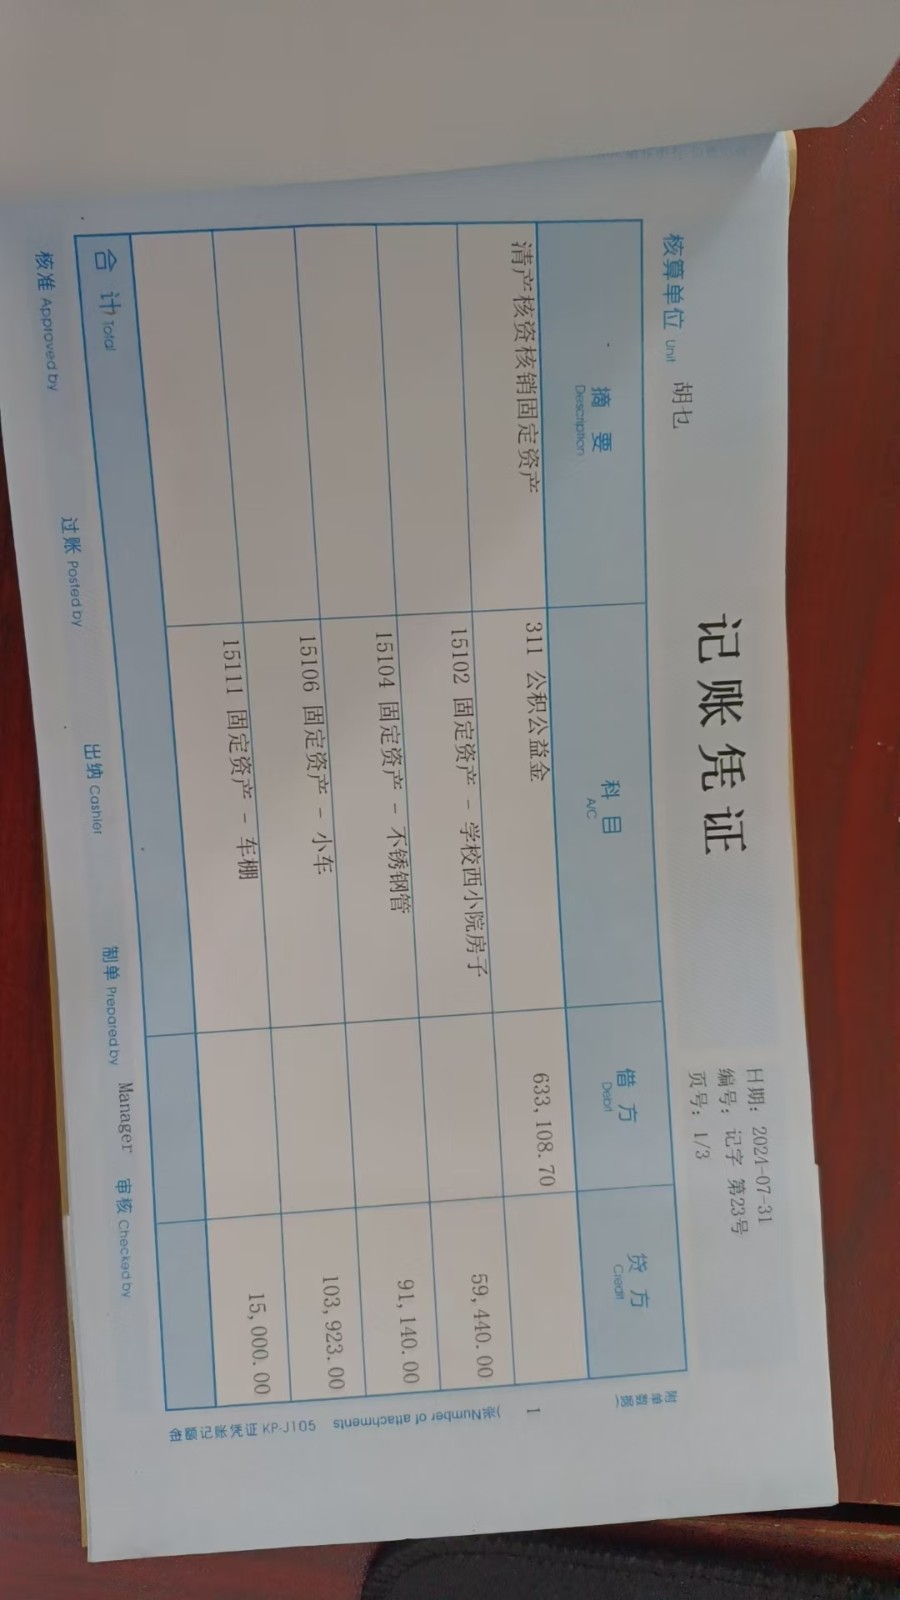 记账凭证
日期: 2024-07-31
编号: 记字 第23号
页号: 1/3
核算单位 Unit 胡乜
摘要 Description 科目 A/C 借方 Debit 贷方 Credit
清产核资核销固定资产 311 公积公益金 633,108.70
15102 固定资产 - 学校西小院房子 59,440.00
15104 固定资产 - 不锈钢管 91,140.00
15106 固定资产 - 小车 103,923.00
15111 固定资产 - 车棚 15,000.00
合计 Total
附单数据 1 张 Number of attachments
金额记账凭证 KP-J105
核准 Approved by 过账 Posted by 出纳 Cashier 制单 Prepared by Manager 审核 Checked by